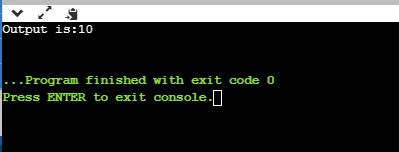 Output is:10
...Program finished with exit code 0
Press ENTER to exit console.